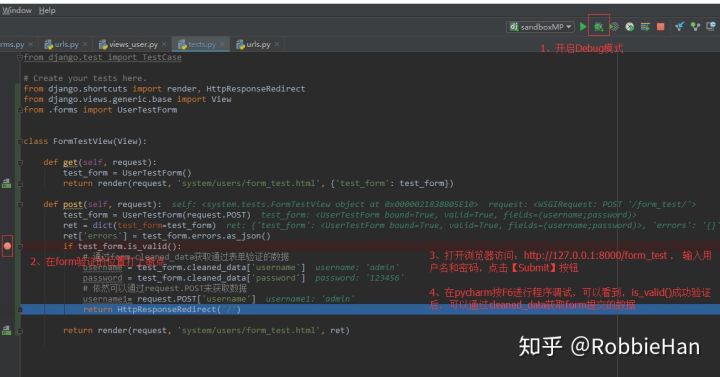 Window Help
sandboxMP
rms.py urls.py views_user.py tests.py urls.py
1、开启Debug模式
from django.test import TestCase
# Create your tests here.
from django.shortcuts import render, HttpResponseRedirect
from django.views.generic.base import View
from .forms import UserTestForm
class FormTestView(View):
def get(self, request):
test_form = UserTestForm()
return render(request, 'system/users/form_test.html', {'test_form': test_form})
def post(self, request): self: <system.tests.FormTestView object at 0x0000021838805E10> request: <WSGIRequest: POST '/form_test/'>
test_form = UserTestForm(request.POST) test_form: <UserTestForm bound=True, valid=True, fields=(username;password)>
ret = dict(test_form=test_form) ret: {'test_form': <UserTestForm bound=True, valid=True, fields=(username;password)>, 'errors': '{}'
ret['errors'] = test_form.errors.as_json()
if test_form.is_valid():
# 通过form.cleaned_data获取通过表单验证的数据
2、在form验证的位置打上断点
username = test_form.cleaned_data['username'] username: 'admin'
password = test_form.cleaned_data['password'] password: '123456'
# 依然可以通过request.POST来获取数据
username1= request.POST['username'] username1: 'admin'
return HttpResponseRedirect('/')
return render(request, 'system/users/form_test.html', ret)
3、打开浏览器访问：http://127.0.0.1:8000/form_test ， 输入用
户名和密码，点击【Submit】按钮
4、在pycharm按F6进行程序调试，可以看到，is_valid()成功验证
后，可以通过cleaned_data获取form提交的数据
知乎 @RobbieHan